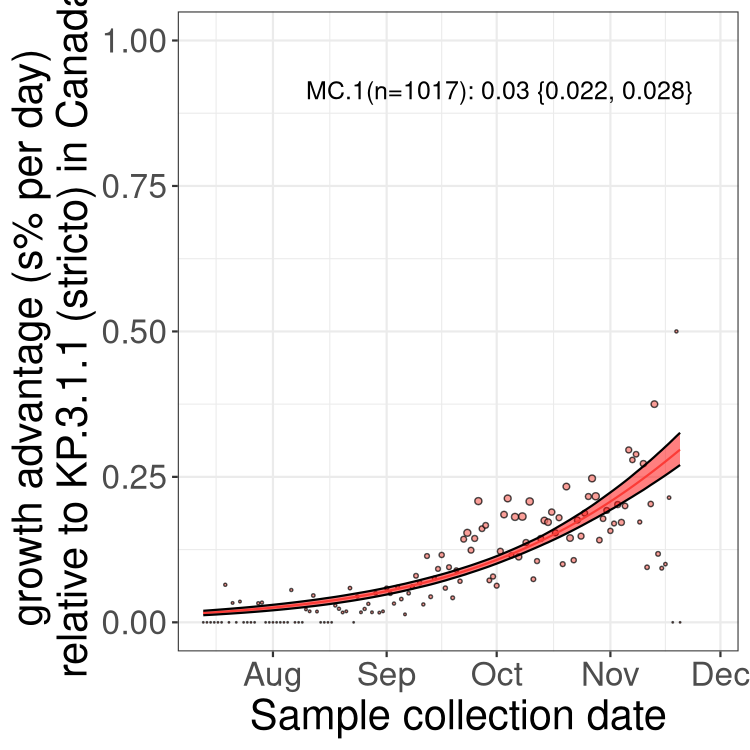 growth advantage (s% per day)
relative to KP.3.1.1 (stricto) in Canada
1.00
0.75
0.50
0.25
0.00
MC.1(n=1017): 0.03 {0.022, 0.028}
Aug Sep Oct Nov Dec
Sample collection date